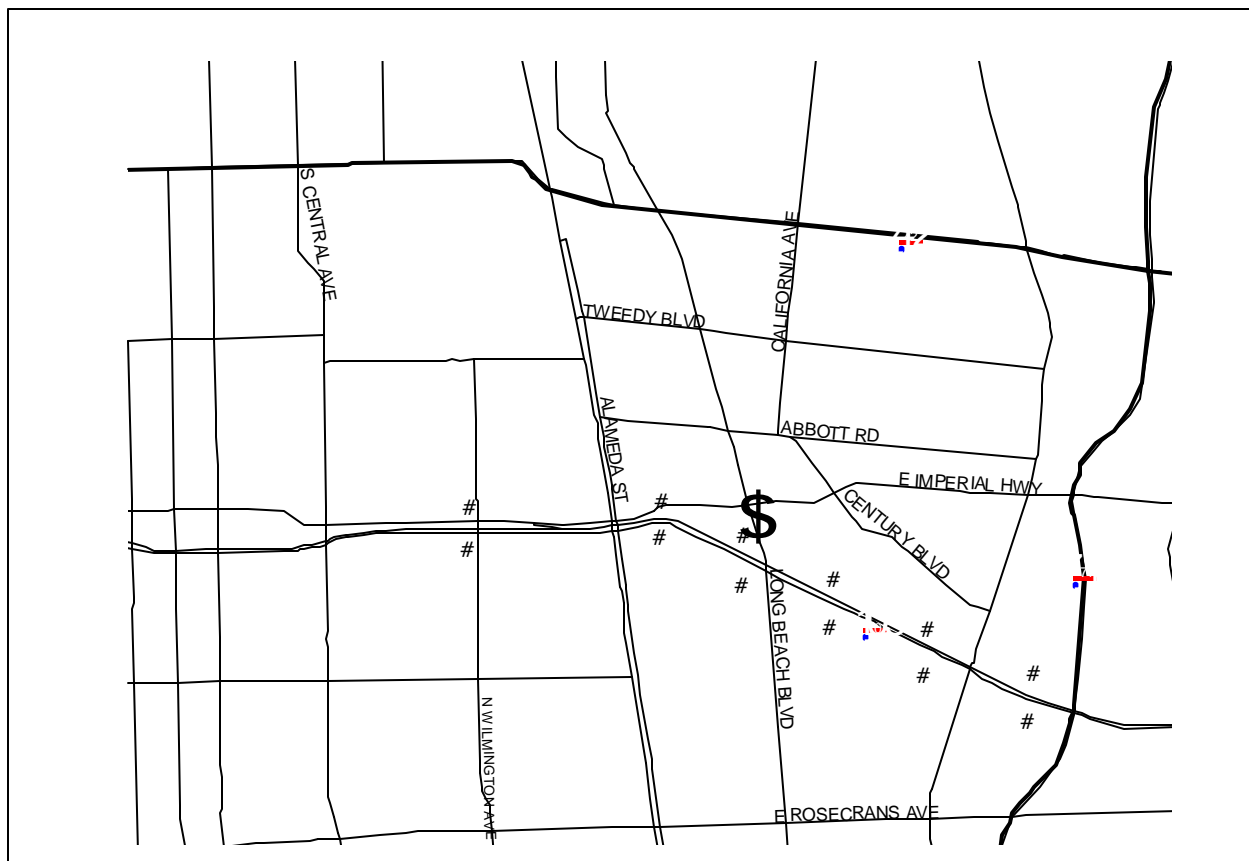 S CENTRAL AVE
CALIFORNIA AVE
TWEEDY BLVD
ALAMEDA ST
ABBOTT RD
E IMPERIAL HWY
CENTURY BLVD
# # $ #
# # # #
LONG BEACH BLVD
# #
# #
#
N WILMINGTON AVE
E ROSECRANS AVE